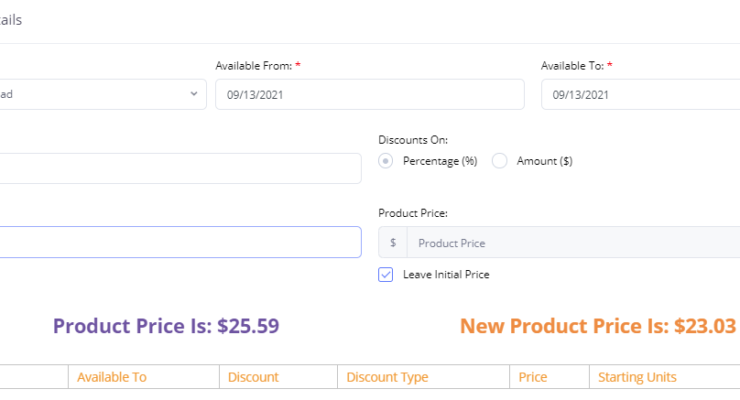 ails
Available From: * Available To: *
ad 09/13/2021 09/13/2021
Discounts On:
Percentage (%) Amount ($)
Product Price:
$ Product Price
Leave Initial Price
Product Price Is: $25.59 New Product Price Is: $23.03
Available To Discount Discount Type Price Starting Units